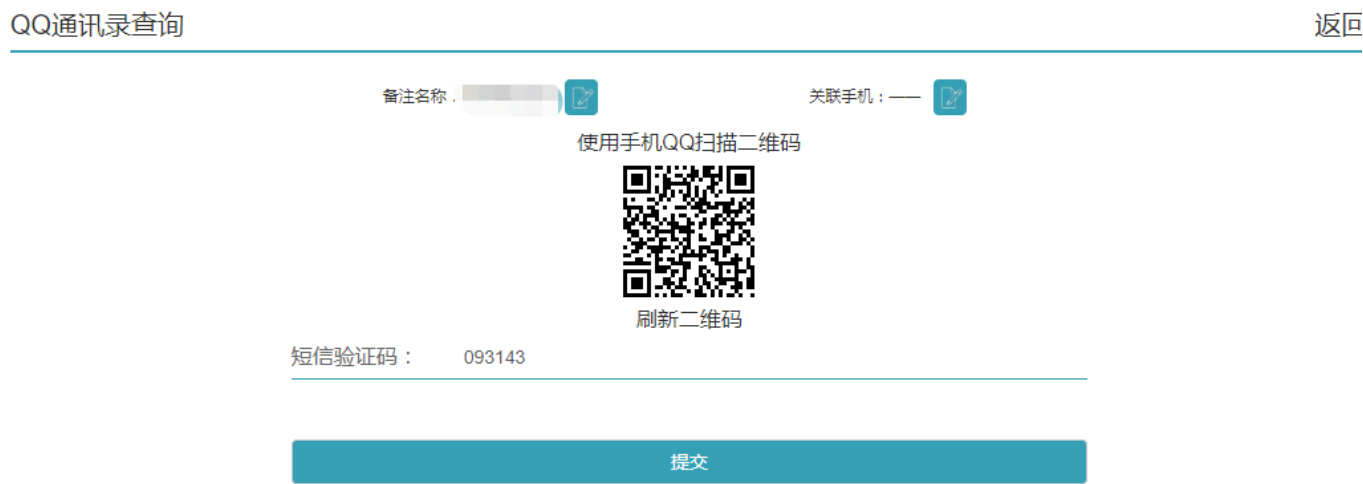 QQ通讯录查询 返回
备注名称： 关联手机：——
使用手机QQ扫描二维码
刷新二维码
短信验证码： 093143
提交